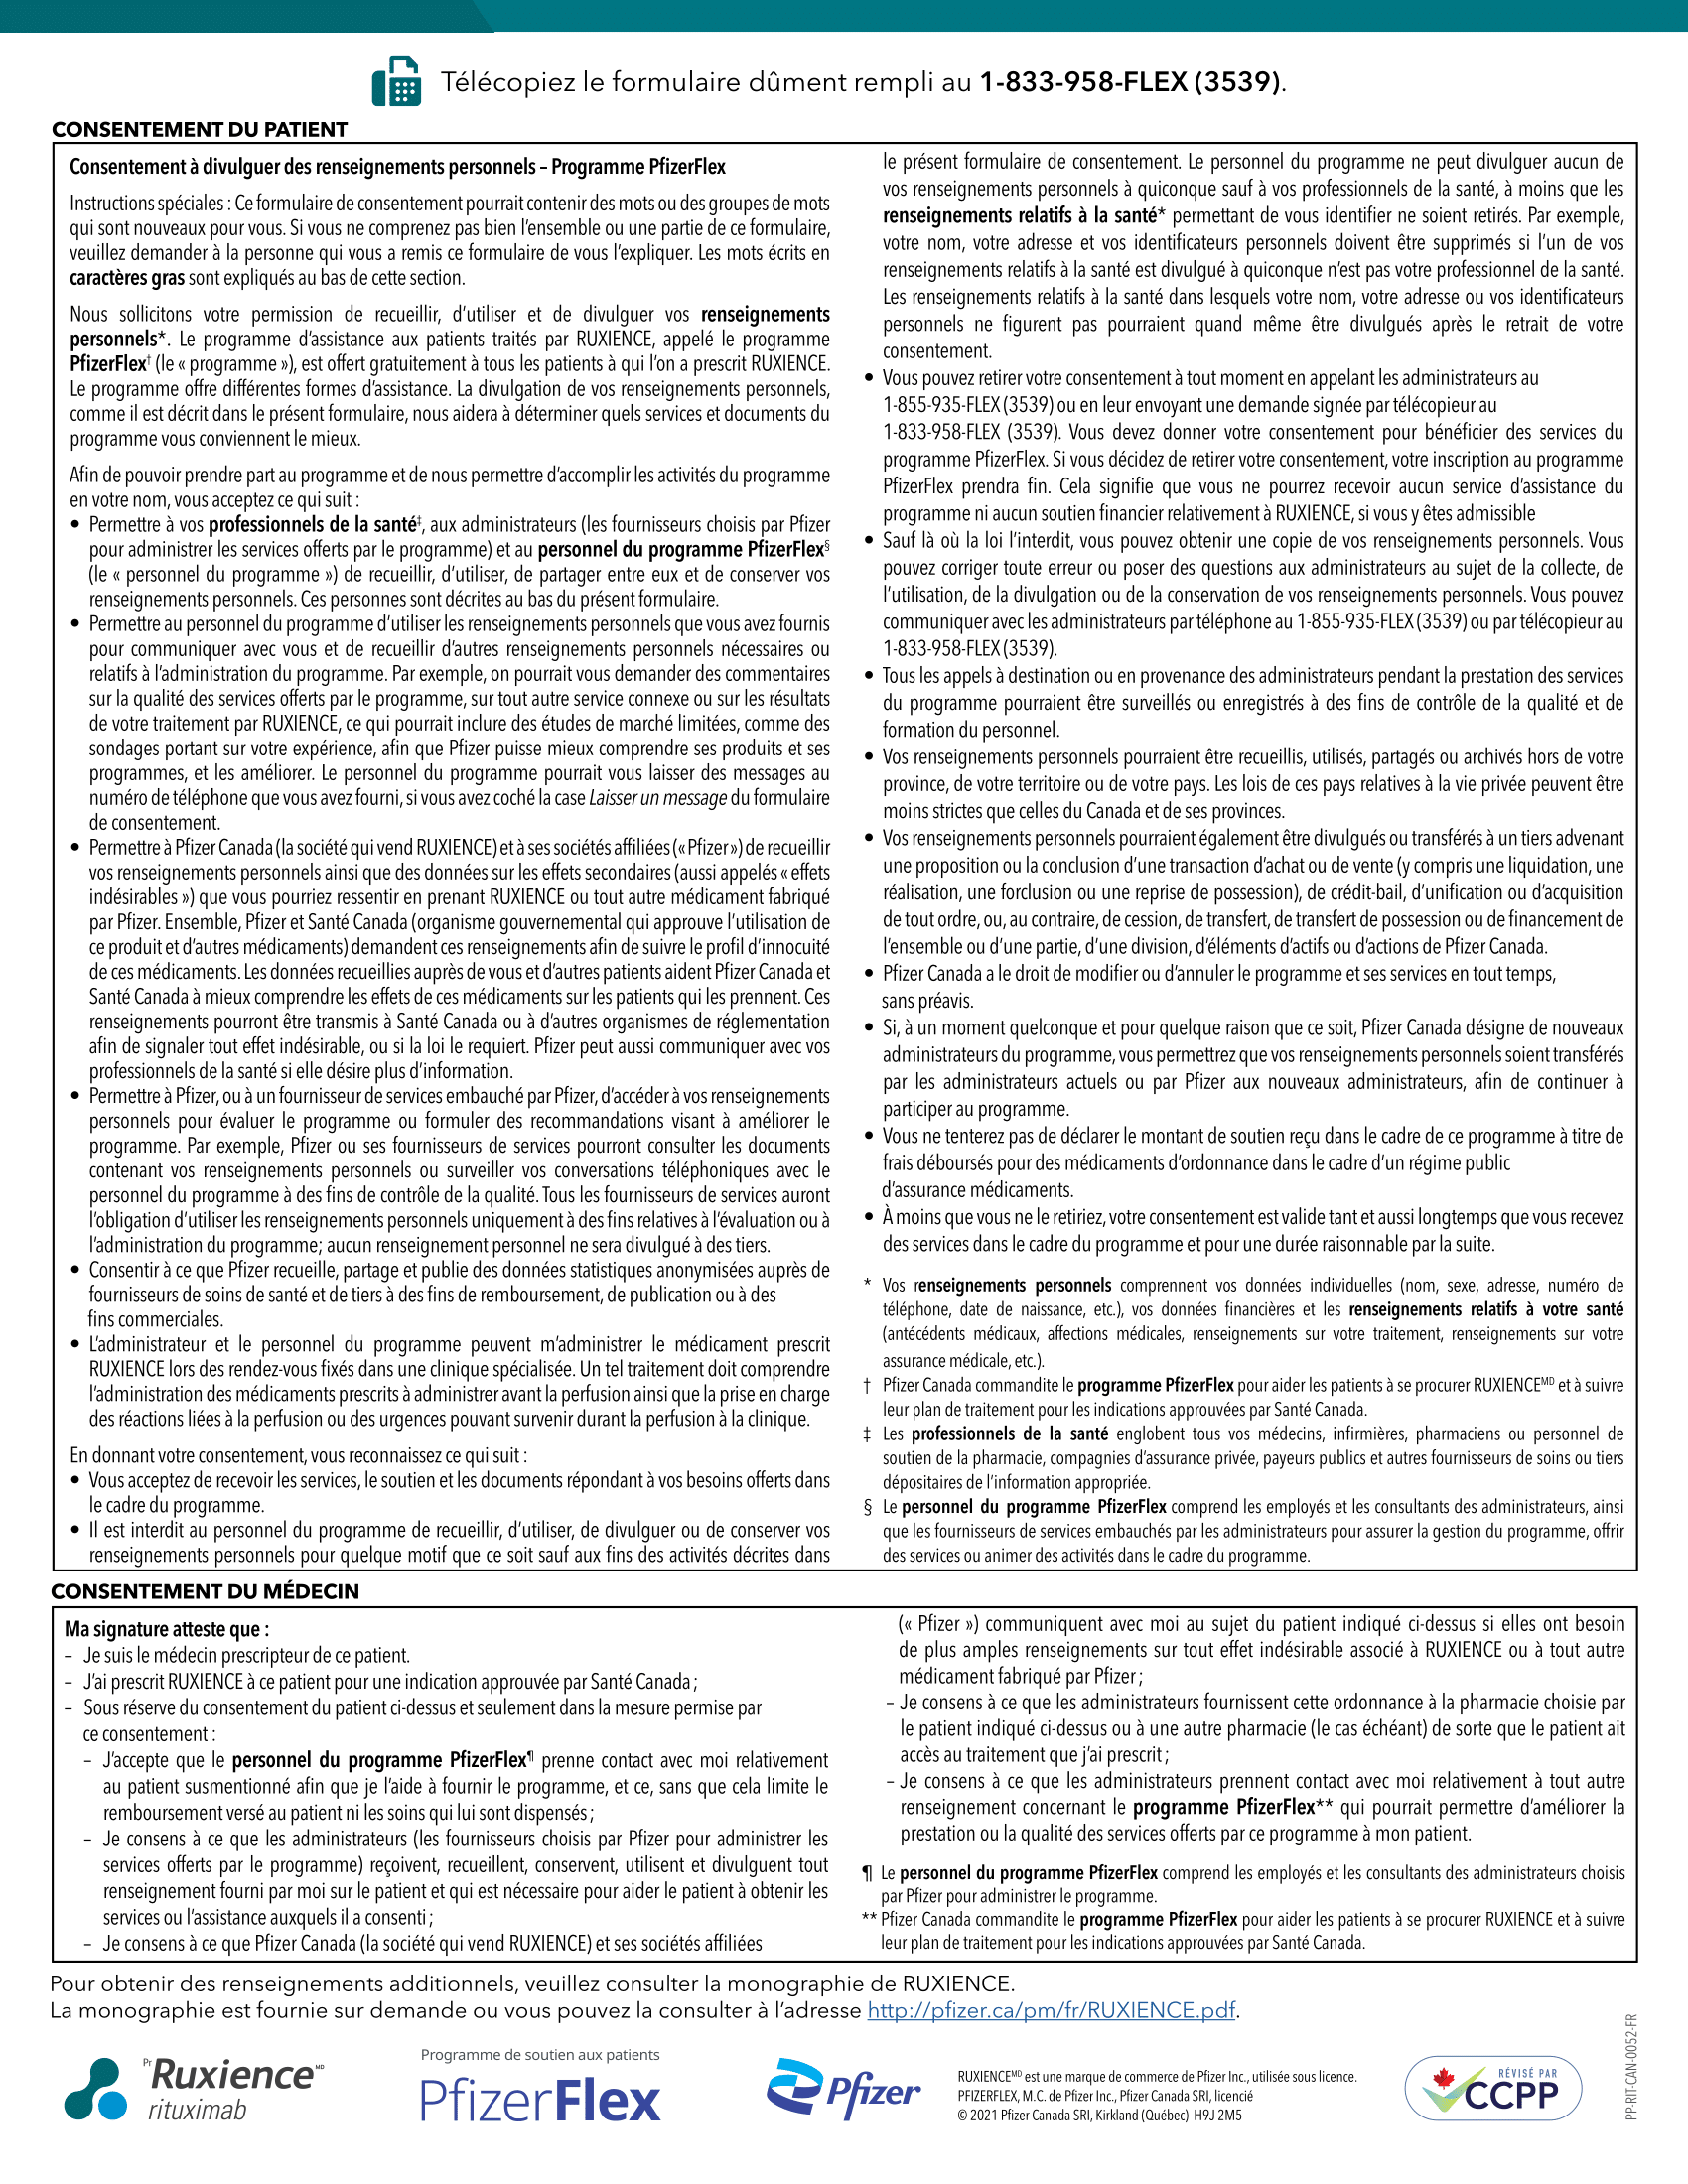 Télécopiez le formulaire dûment rempli au 1-833-958-FLEX (3539).
CONSENTEMENT DU PATIENT
Consentement à divulguer des renseignements personnels – Programme PfizerFlex
Instructions spéciales : Ce formulaire de consentement pourrait contenir des mots ou des groupes de mots
qui sont nouveaux pour vous. Si vous ne comprenez pas bien l’ensemble ou une partie de ce formulaire,
veuillez demander à la personne qui vous a remis ce formulaire de vous l’expliquer. Les mots écrits en
caractères gras sont expliqués au bas de cette section.
Nous sollicitons votre permission de recueillir, d’utiliser et de divulguer vos renseignements
personnels*. Le programme d’assistance aux patients traités par RUXIENCE, appelé le programme
PfizerFlex† (le « programme »), est offert gratuitement à tous les patients à qui l’on a prescrit RUXIENCE.
Le programme offre différentes formes d’assistance. La divulgation de vos renseignements personnels,
comme il est décrit dans le présent formulaire, nous aidera à déterminer quels services et documents du
programme vous conviennent le mieux.
Afin de pouvoir prendre part au programme et de nous permettre d’accomplir les activités du programme
en votre nom, vous acceptez ce qui suit :
• Permettre à vos professionnels de la santé‡, aux administrateurs (les fournisseurs choisis par Pfizer
pour administrer les services offerts par le programme) et au personnel du programme PfizerFlex§
(le « personnel du programme ») de recueillir, d’utiliser, de partager entre eux et de conserver vos
renseignements personnels. Ces personnes sont décrites au bas du présent formulaire.
• Permettre au personnel du programme d’utiliser les renseignements personnels que vous avez fournis
pour communiquer avec vous et de recueillir d’autres renseignements personnels nécessaires ou
relatifs à l’administration du programme. Par exemple, on pourrait vous demander des commentaires
sur la qualité des services offerts par le programme, sur tout autre service connexe ou sur les résultats
de votre traitement par RUXIENCE, ce qui pourrait inclure des études de marché limitées, comme des
sondages portant sur votre expérience, afin que Pfizer puisse mieux comprendre ses produits et ses
programmes, et les améliorer. Le personnel du programme pourrait vous laisser des messages au
numéro de téléphone que vous avez fourni, si vous avez coché la case Laisser un message du formulaire
de consentement.
• Permettre à Pfizer Canada (la société qui vend RUXIENCE) et à ses sociétés affiliées (« Pfizer ») de recueillir
vos renseignements personnels ainsi que des données sur les effets secondaires (aussi appelés « effets
indésirables ») que vous pourriez ressentir en prenant RUXIENCE ou tout autre médicament fabriqué
par Pfizer. Ensemble, Pfizer et Santé Canada (organisme gouvernemental qui approuve l’utilisation de
ce produit et d’autres médicaments) demandent ces renseignements afin de suivre le profil d’innocuité
de ces médicaments. Les données recueillies auprès de vous et d’autres patients aident Pfizer Canada et
Santé Canada à mieux comprendre les effets de ces médicaments sur les patients qui les prennent. Ces
renseignements pourront être transmis à Santé Canada ou à d’autres organismes de réglementation
afin de signaler tout effet indésirable, ou si la loi le requiert. Pfizer peut aussi communiquer avec vos
professionnels de la santé si elle désire plus d’information.
• Permettre à Pfizer, ou à un fournisseur de services embauché par Pfizer, d’accéder à vos renseignements
personnels pour évaluer le programme ou formuler des recommandations visant à améliorer le
programme. Par exemple, Pfizer ou ses fournisseurs de services pourront consulter les documents
contenant vos renseignements personnels ou surveiller vos conversations téléphoniques avec le
personnel du programme à des fins de contrôle de la qualité. Tous les fournisseurs de services auront
l’obligation d’utiliser les renseignements personnels uniquement à des fins relatives à l’évaluation ou à
l’administration du programme; aucun renseignement personnel ne sera divulgué à des tiers.
• Consentir à ce que Pfizer recueille, partage et publie des données statistiques anonymisées auprès de
fournisseurs de soins de santé et de tiers à des fins de remboursement, de publication ou à des
fins commerciales.
• L’administrateur et le personnel du programme peuvent m’administrer le médicament prescrit
RUXIENCE lors des rendez-vous fixés dans une clinique spécialisée. Un tel traitement doit comprendre
l’administration des médicaments prescrits à administrer avant la perfusion ainsi que la prise en charge
des réactions liées à la perfusion ou des urgences pouvant survenir durant la perfusion à la clinique.
En donnant votre consentement, vous reconnaissez ce qui suit :
• Vous acceptez de recevoir les services, le soutien et les documents répondant à vos besoins offerts dans
le cadre du programme.
• Il est interdit au personnel du programme de recueillir, d’utiliser, de divulguer ou de conserver vos
renseignements personnels pour quelque motif que ce soit sauf aux fins des activités décrites dans
le présent formulaire de consentement. Le personnel du programme ne peut divulguer aucun de
vos renseignements personnels à quiconque sauf à vos professionnels de la santé, à moins que les
renseignements relatifs à la santé* permettant de vous identifier ne soient retirés. Par exemple,
votre nom, votre adresse et vos identificateurs personnels doivent être supprimés si l’un de vos
renseignements relatifs à la santé est divulgué à quiconque n’est pas votre professionnel de la santé.
Les renseignements relatifs à la santé dans lesquels votre nom, votre adresse ou vos identificateurs
personnels ne figurent pas pourraient quand même être divulgués après le retrait de votre
consentement.
• Vous pouvez retirer votre consentement à tout moment en appelant les administrateurs au
1-855-935-FLEX (3539) ou en leur envoyant une demande signée par télécopieur au
1-833-958-FLEX (3539). Vous devez donner votre consentement pour bénéficier des services du
programme PfizerFlex. Si vous décidez de retirer votre consentement, votre inscription au programme
PfizerFlex prendra fin. Cela signifie que vous ne pourrez recevoir aucun service d’assistance du
programme ni aucun soutien financier relativement à RUXIENCE, si vous y êtes admissible
• Sauf là où la loi l’interdit, vous pouvez obtenir une copie de vos renseignements personnels. Vous
pouvez corriger toute erreur ou poser des questions aux administrateurs au sujet de la collecte, de
l’utilisation, de la divulgation ou de la conservation de vos renseignements personnels. Vous pouvez
communiquer avec les administrateurs par téléphone au 1-855-935-FLEX (3539) ou par télécopieur au
1-833-958-FLEX (3539).
• Tous les appels à destination ou en provenance des administrateurs pendant la prestation des services
du programme pourraient être surveillés ou enregistrés à des fins de contrôle de la qualité et de
formation du personnel.
• Vos renseignements personnels pourraient être recueillis, utilisés, partagés ou archivés hors de votre
province, de votre territoire ou de votre pays. Les lois de ces pays relatives à la vie privée peuvent être
moins strictes que celles du Canada et de ses provinces.
• Vos renseignements personnels pourraient également être divulgués ou transférés à un tiers advenant
une proposition ou la conclusion d’une transaction d’achat ou de vente (y compris une liquidation, une
réalisation, une forclusion ou une reprise de possession), de crédit-bail, d’unification ou d’acquisition
de tout ordre, ou, au contraire, de cession, de transfert, de transfert de possession ou de financement de
l’ensemble ou d’une partie, d’une division, d’éléments d’actifs ou d’actions de Pfizer Canada.
• Pfizer Canada a le droit de modifier ou d’annuler le programme et ses services en tout temps,
sans préavis.
• Si, à un moment quelconque et pour quelque raison que ce soit, Pfizer Canada désigne de nouveaux
administrateurs du programme, vous permettrez que vos renseignements personnels soient transférés
par les administrateurs actuels ou par Pfizer aux nouveaux administrateurs, afin de continuer à
participer au programme.
• Vous ne tenterez pas de déclarer le montant de soutien reçu dans le cadre de ce programme à titre de
frais déboursés pour des médicaments d’ordonnance dans le cadre d’un régime public
d’assurance médicaments.
• À moins que vous ne le retiriez, votre consentement est valide tant et aussi longtemps que vous recevez
des services dans le cadre du programme et pour une durée raisonnable par la suite.
* Vos renseignements personnels comprennent vos données individuelles (nom, sexe, adresse, numéro de
téléphone, date de naissance, etc.), vos données financières et les renseignements relatifs à votre santé
(antécédents médicaux, affections médicales, renseignements sur votre traitement, renseignements sur votre
assurance médicale, etc.).
† Pfizer Canada commandite le programme PfizerFlex pour aider les patients à se procurer RUXIENCEMD et à suivre
leur plan de traitement pour les indications approuvées par Santé Canada.
‡ Les professionnels de la santé englobent tous vos médecins, infirmières, pharmaciens ou personnel de
soutien de la pharmacie, compagnies d’assurance privée, payeurs publics et autres fournisseurs de soins ou tiers
dépositaires de l’information appropriée.
§ Le personnel du programme PfizerFlex comprend les employés et les consultants des administrateurs, ainsi
que les fournisseurs de services embauchés par les administrateurs pour assurer la gestion du programme, offrir
des services ou animer des activités dans le cadre du programme.
CONSENTEMENT DU MÉDECIN
Ma signature atteste que :
– Je suis le médecin prescripteur de ce patient.
– J’ai prescrit RUXIENCE à ce patient pour une indication approuvée par Santé Canada ;
– Sous réserve du consentement du patient ci-dessus et seulement dans la mesure permise par
ce consentement :
– J’accepte que le personnel du programme PfizerFlex¶ prenne contact avec moi relativement
au patient susmentionné afin que je l’aide à fournir le programme, et ce, sans que cela limite le
remboursement versé au patient ni les soins qui lui sont dispensés ;
– Je consens à ce que les administrateurs (les fournisseurs choisis par Pfizer pour administrer les
services offerts par le programme) reçoivent, recueillent, conservent, utilisent et divulguent tout
renseignement fourni par moi sur le patient et qui est nécessaire pour aider le patient à obtenir les
services ou l’assistance auxquels il a consenti ;
– Je consens à ce que Pfizer Canada (la société qui vend RUXIENCE) et ses sociétés affiliées
(« Pfizer ») communiquent avec moi au sujet du patient indiqué ci-dessus si elles ont besoin
de plus amples renseignements sur tout effet indésirable associé à RUXIENCE ou à tout autre
médicament fabriqué par Pfizer ;
– Je consens à ce que les administrateurs fournissent cette ordonnance à la pharmacie choisie par
le patient indiqué ci-dessus ou à une autre pharmacie (le cas échéant) de sorte que le patient ait
accès au traitement que j’ai prescrit ;
– Je consens à ce que les administrateurs prennent contact avec moi relativement à tout autre
renseignement concernant le programme PfizerFlex** qui pourrait permettre d’améliorer la
prestation ou la qualité des services offerts par ce programme à mon patient.
¶ Le personnel du programme PfizerFlex comprend les employés et les consultants des administrateurs choisis
par Pfizer pour administrer le programme.
** Pfizer Canada commandite le programme PfizerFlex pour aider les patients à se procurer RUXIENCE et à suivre
leur plan de traitement pour les indications approuvées par Santé Canada.
Pour obtenir des renseignements additionnels, veuillez consulter la monographie de RUXIENCE.
La monographie est fournie sur demande ou vous pouvez la consulter à l’adresse http://pfizer.ca/pm/fr/RUXIENCE.pdf.
Pr Ruxience MD
rituximab
Programme de soutien aux patients
PfizerFlex
Pfizer
RUXIENCEMD est une marque de commerce de Pfizer Inc., utilisée sous licence.
PFIZERFLEX, M.C. de Pfizer Inc., Pfizer Canada SRI, licencié
© 2021 Pfizer Canada SRI, Kirkland (Québec) H9J 2M5
RÉVISÉ PAR
CCPP
PP-RIT-CAN-0052-FR